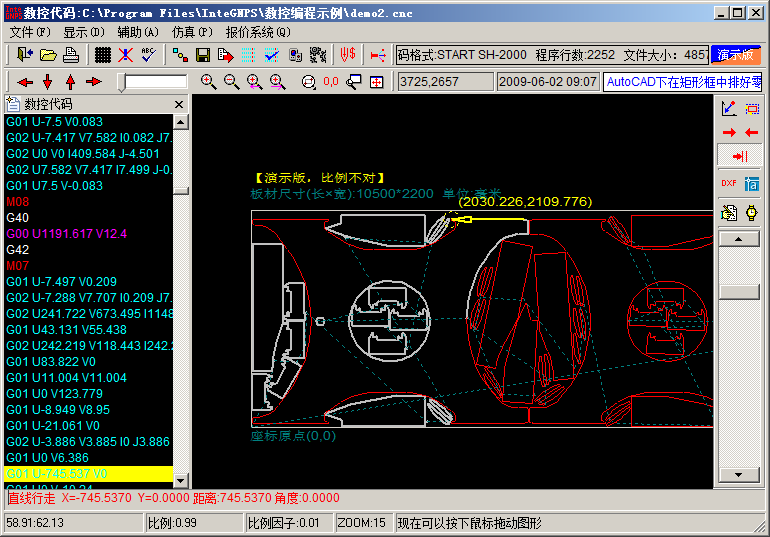 数控代码:C:\Program Files\InteGNPS\数控编程示例\demo2.cnc
文件(F) 显示(D) 辅助(A) 仿真(E) 报价系统(Q)
码格式:START SH-2000 程序行数:2252 文件大小: 4857
演示版
0,0
3725,2657
2009-06-02 09:07
AutoCAD下在矩形框中排好零
数控代码
G01 U-7.5 V0.083
G02 U-7.417 V7.582 I0.082 J7.
G02 U0 V0 I409.584 J-4.501
G02 U7.582 V7.417 I7.499 J-0.
G01 U7.5 V-0.083
M08
G40
G00 U1191.617 V12.4
G42
M07
G01 U-7.497 V0.209
G02 U-7.288 V7.707 I0.209 J7.
G02 U241.722 V673.495 I1148
G01 U43.131 V55.438
G02 U242.219 V118.443 I242.2
G01 U83.822 V0
G01 U11.004 V11.004
G01 U0 V123.779
G01 U-8.949 V8.95
G01 U-21.061 V0
G02 U-3.886 V3.885 I0 J3.886
G01 U0 V6.386
G01 U-745.537 V0
【演示版，比例不对】
板材尺寸(长×宽):10500*2200 单位:毫米
(2030.226,2109.776)
座标原点(0,0)
DXF
直线行走 X=-745.5370 Y=0.0000 距离:745.5370 角度:0.0000
58.91:62.13
比例:0.99
比例因子:0.01
ZOOM:15
现在可以按下鼠标拖动图形